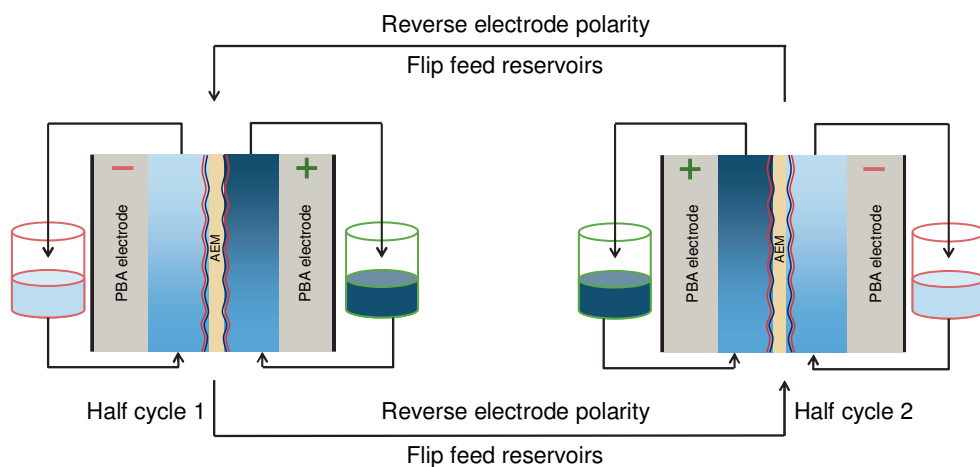 Reverse electrode polarity
Flip feed reservoirs
−
+
PBA electrode
AEM
PBA electrode
+
−
PBA electrode
AEM
PBA electrode
Half cycle 1
Reverse electrode polarity
Half cycle 2
Flip feed reservoirs